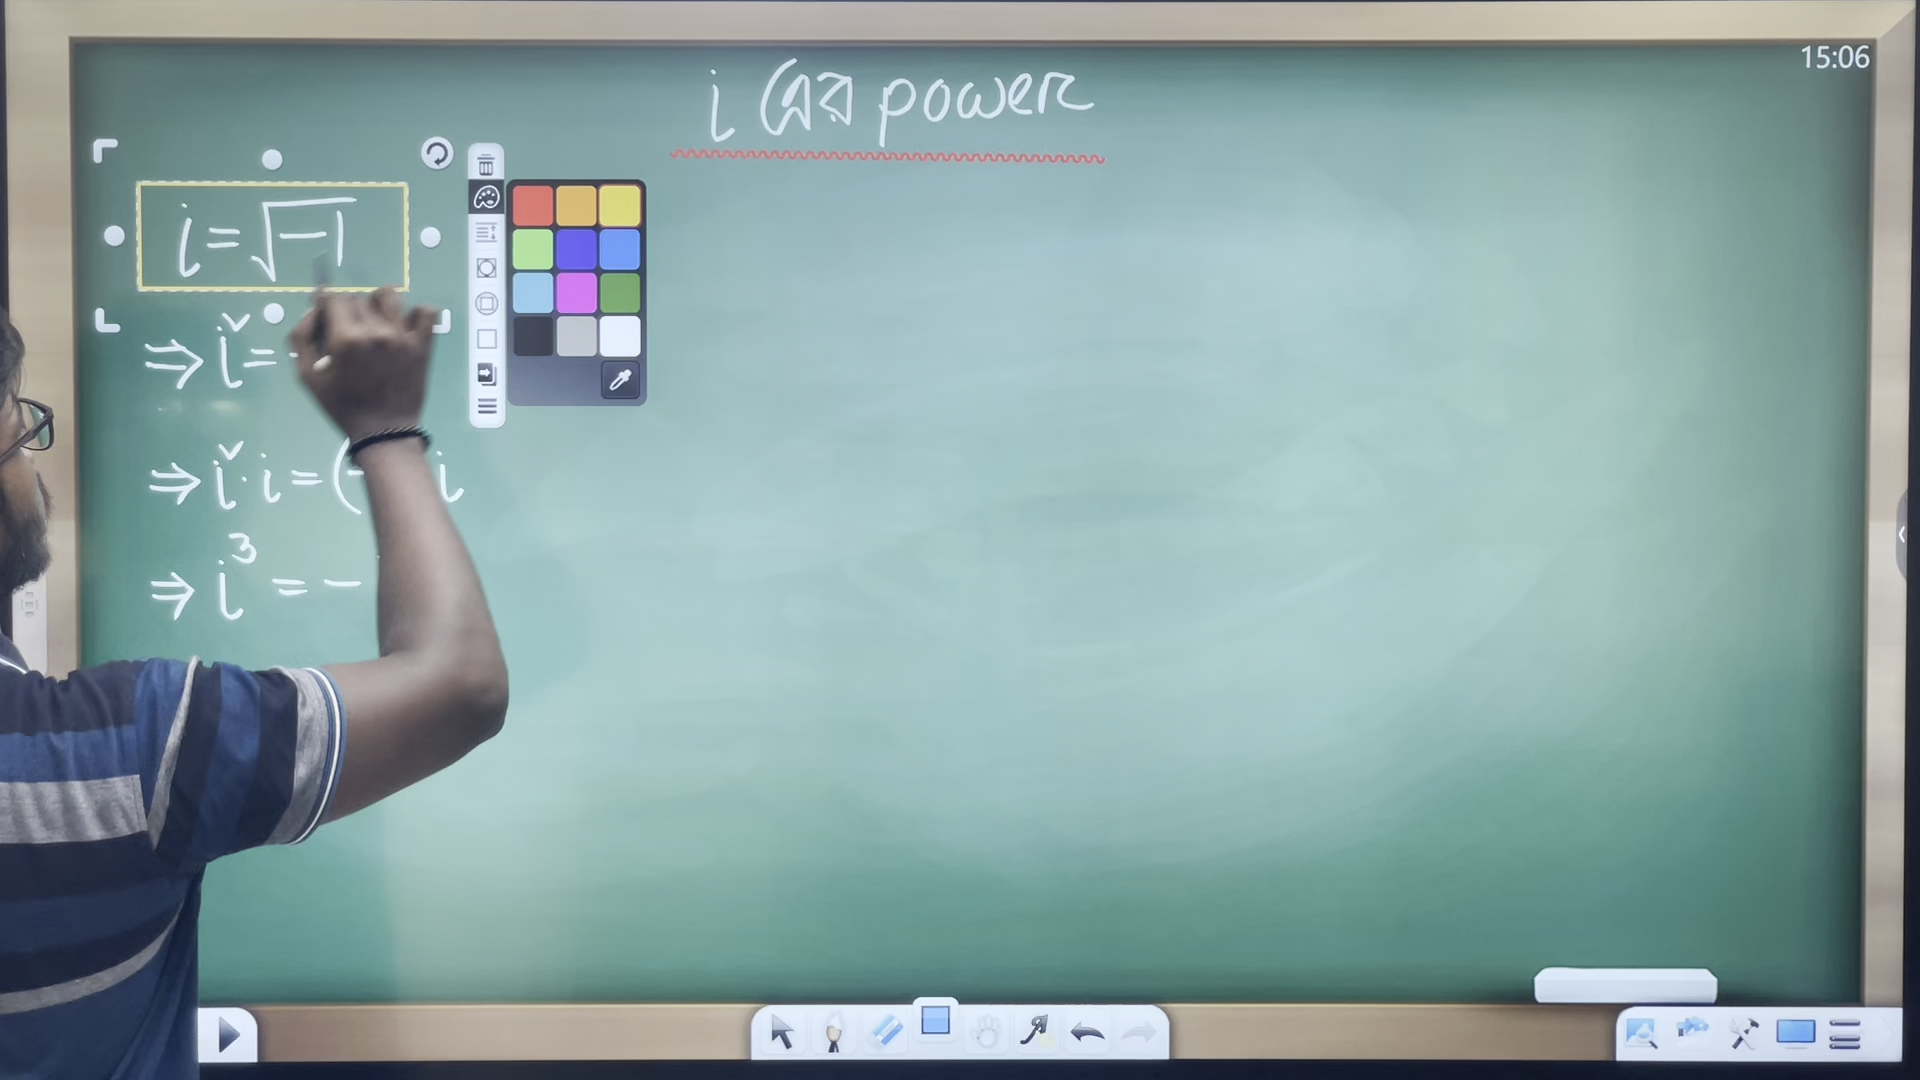 15:06
i এর power
i = √-1
⇒ i² =
⇒ i² · i = ( i
⇒ i³ = -